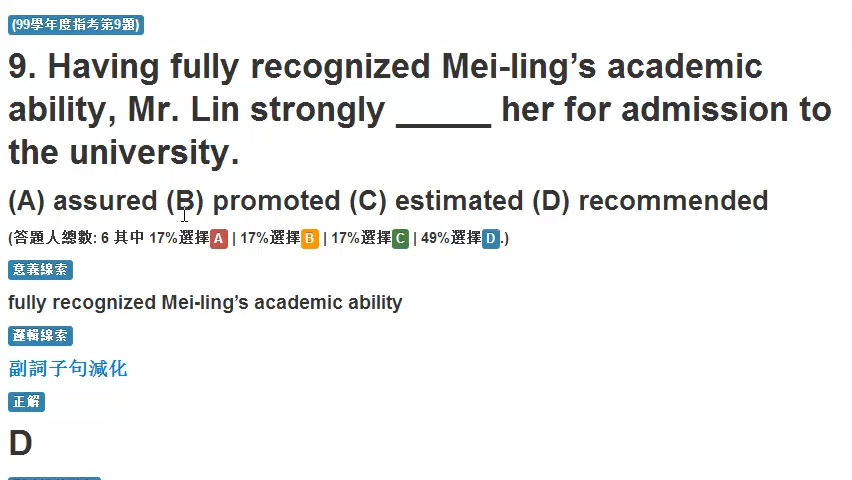 (99學年度指考第9題)
9. Having fully recognized Mei-ling’s academic
ability, Mr. Lin strongly _____ her for admission to
the university.
(A) assured (B) promoted (C) estimated (D) recommended
(答題人總數: 6 其中 17%選擇A | 17%選擇B | 17%選擇C | 49%選擇D.)
意義線索
fully recognized Mei-ling’s academic ability
邏輯線索
副詞子句減化
正解
D